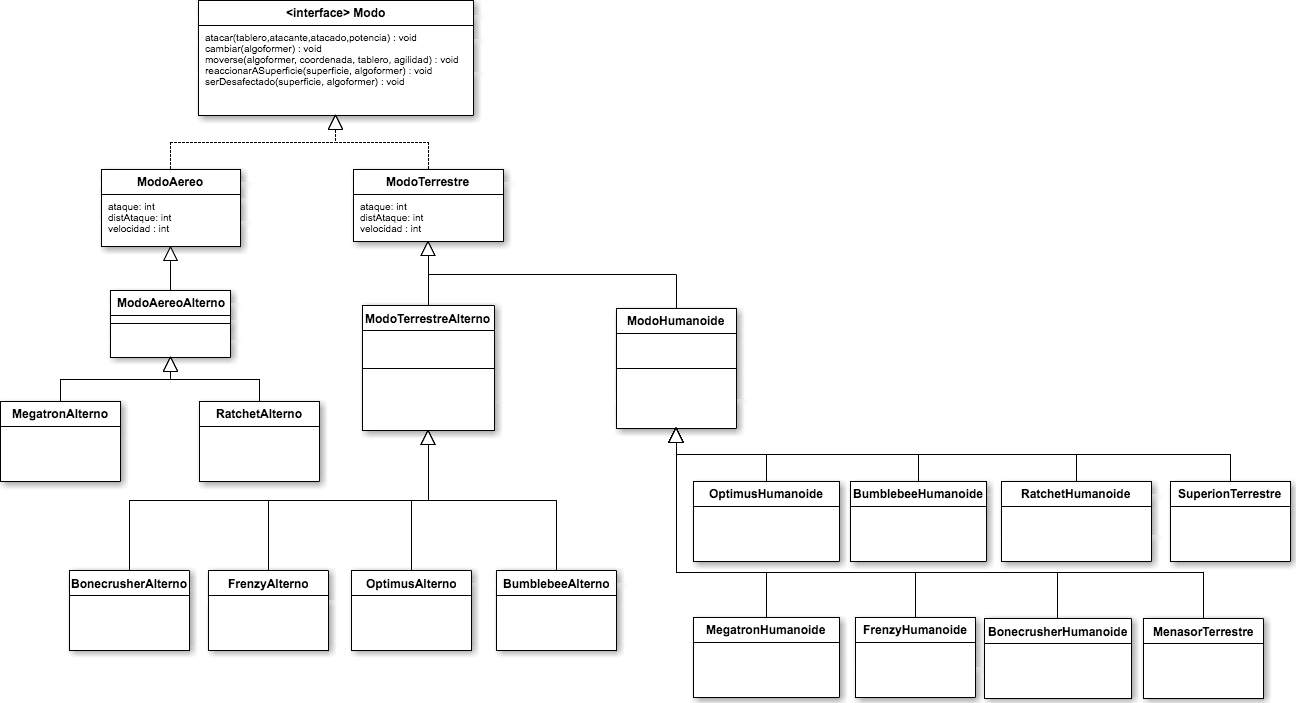 <interface> Modo
atacar(tablero,atacante,atacado,potencia) : void
cambiar(algoformer) : void
moverse(algoformer, coordenada, tablero, agilidad) : void
reaccionarASuperficie(superficie, algoformer) : void
serDesafectado(superficie, algoformer) : void
ModoAereo
ataque: int
distAtaque: int
velocidad : int
ModoTerrestre
ataque: int
distAtaque: int
velocidad : int
ModoAereoAlterno
ModoTerrestreAlterno
ModoHumanoide
MegatronAlterno
RatchetAlterno
OptimusHumanoide
BumblebeeHumanoide
RatchetHumanoide
SuperionTerrestre
BonecrusherAlterno
FrenzyAlterno
OptimusAlterno
BumblebeeAlterno
MegatronHumanoide
FrenzyHumanoide
BonecrusherHumanoide
MenasorTerrestre